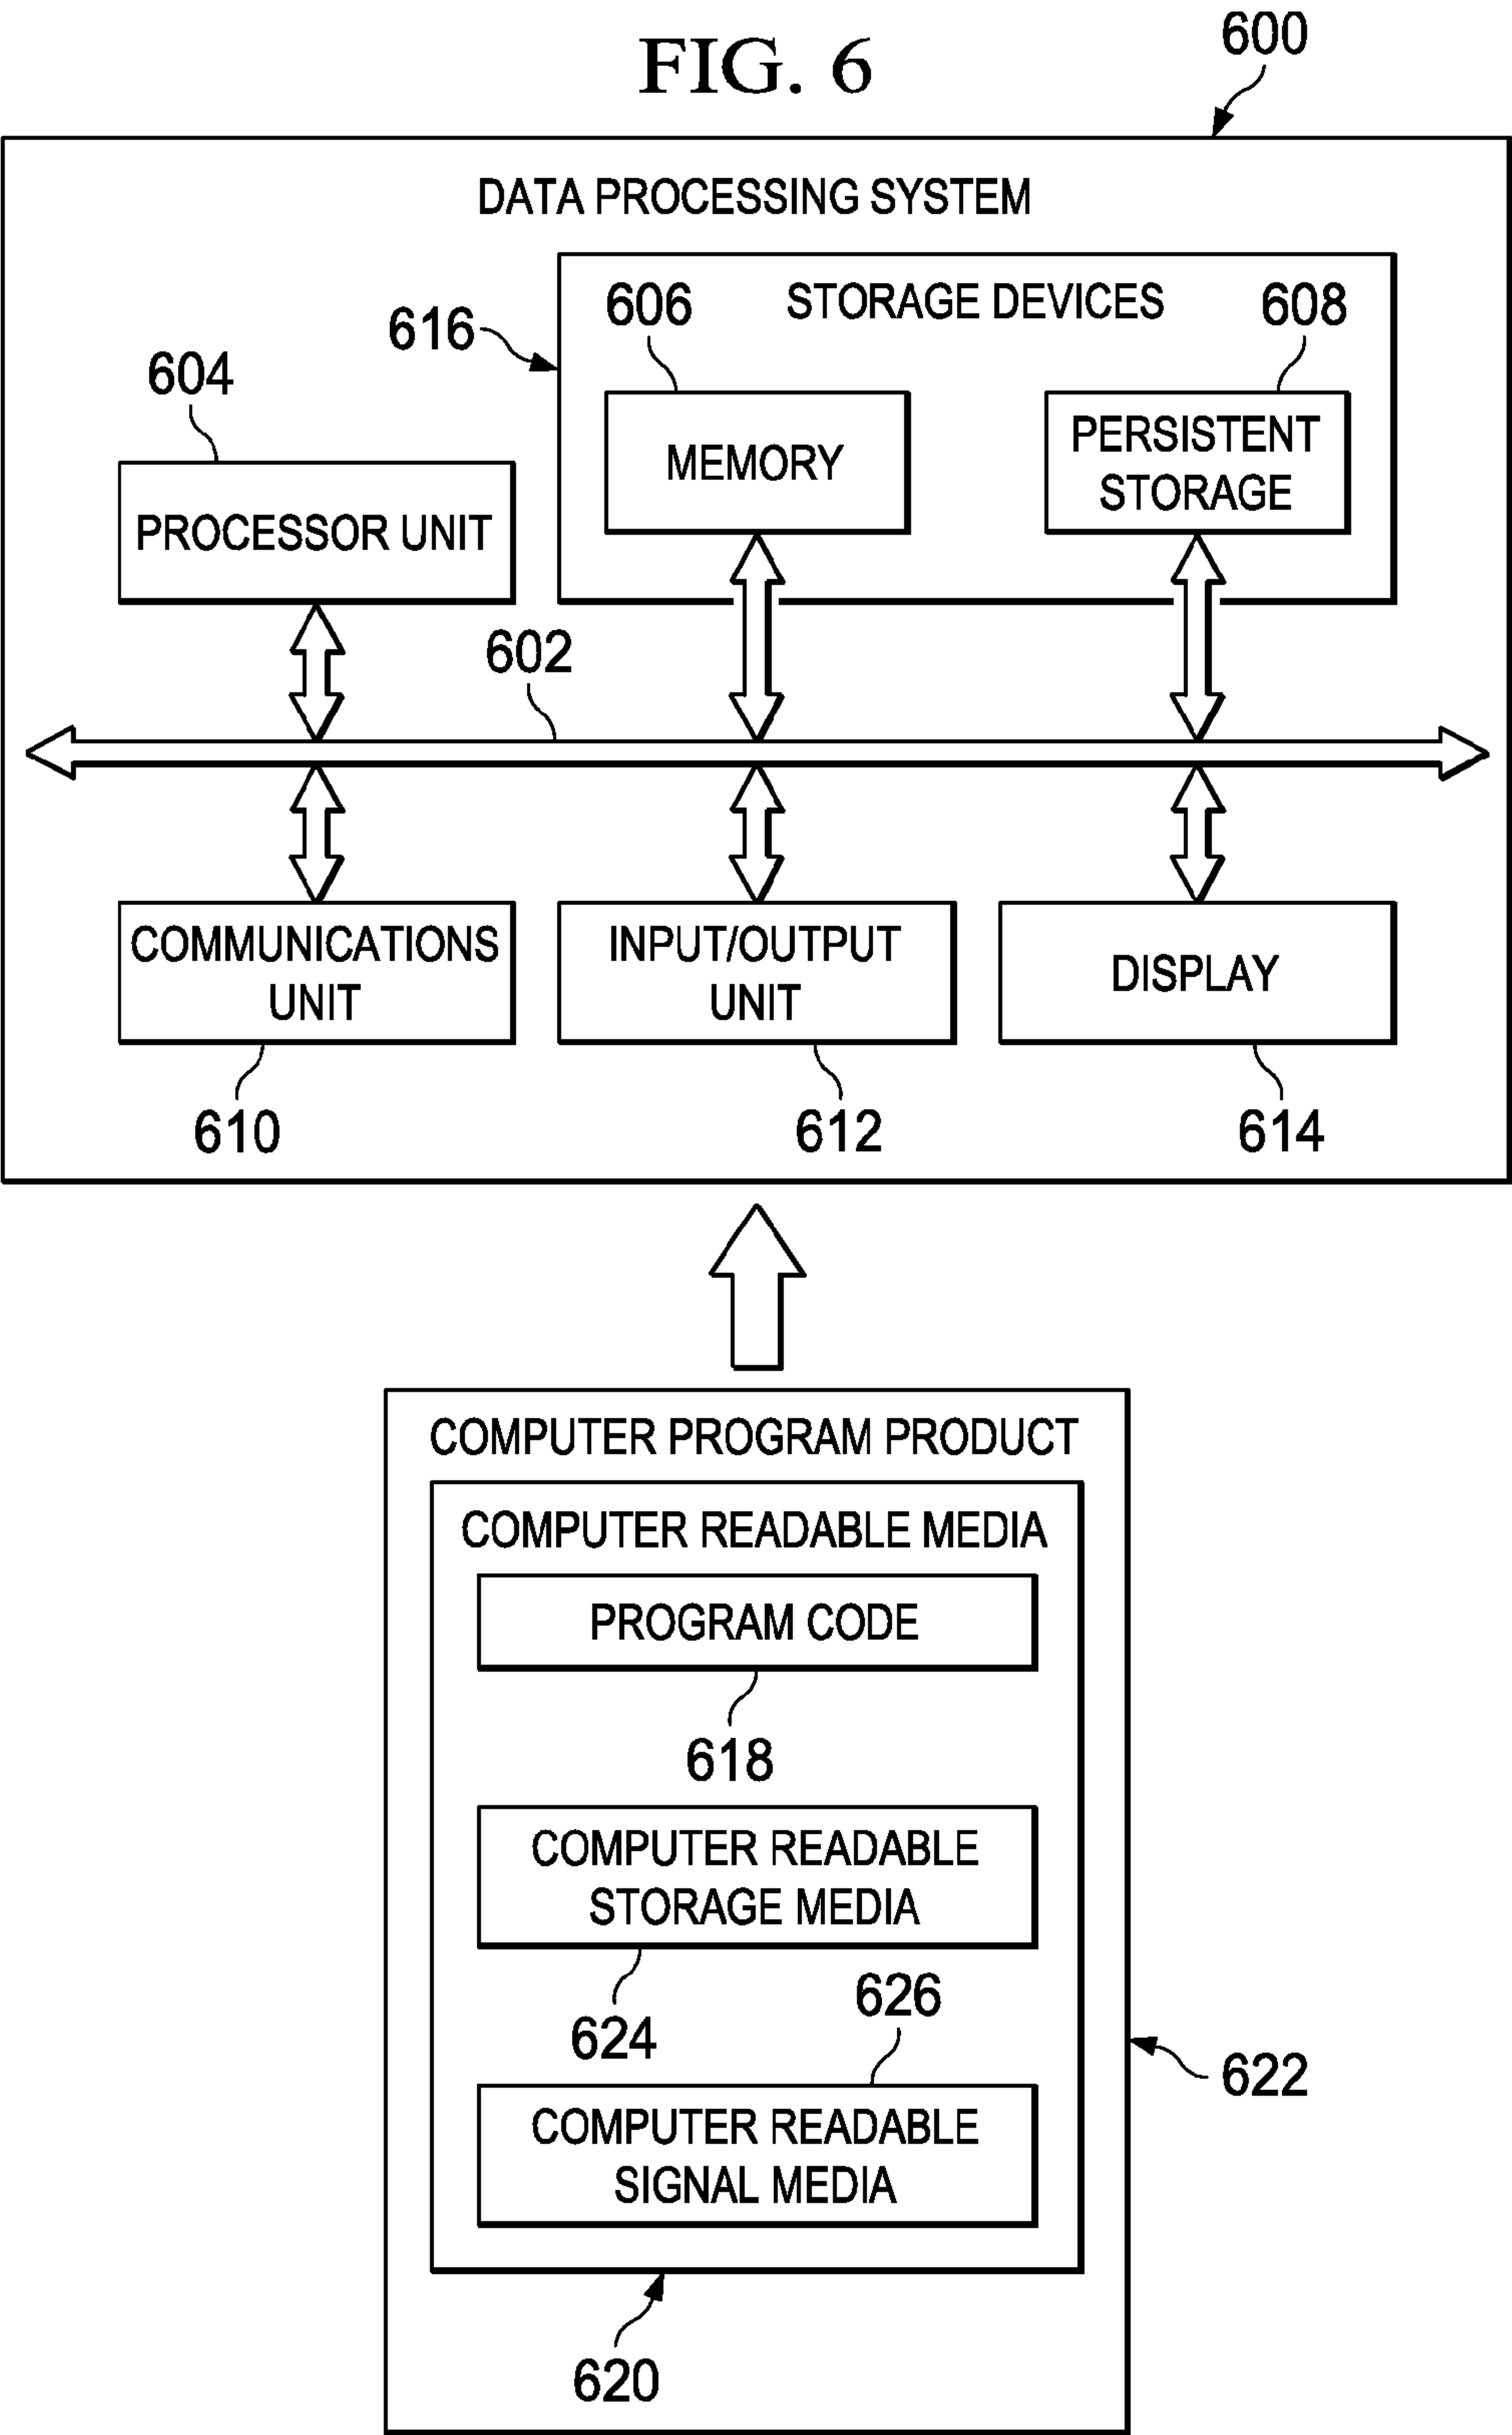 FIG. 6
600
DATA PROCESSING SYSTEM
616
606
STORAGE DEVICES
608
604
MEMORY
PERSISTENT
STORAGE
PROCESSOR UNIT
602
COMMUNICATIONS
UNIT
INPUT/OUTPUT
UNIT
DISPLAY
610
612
614
COMPUTER PROGRAM PRODUCT
COMPUTER READABLE MEDIA
PROGRAM CODE
618
COMPUTER READABLE
STORAGE MEDIA
624
626
COMPUTER READABLE
SIGNAL MEDIA
622
620